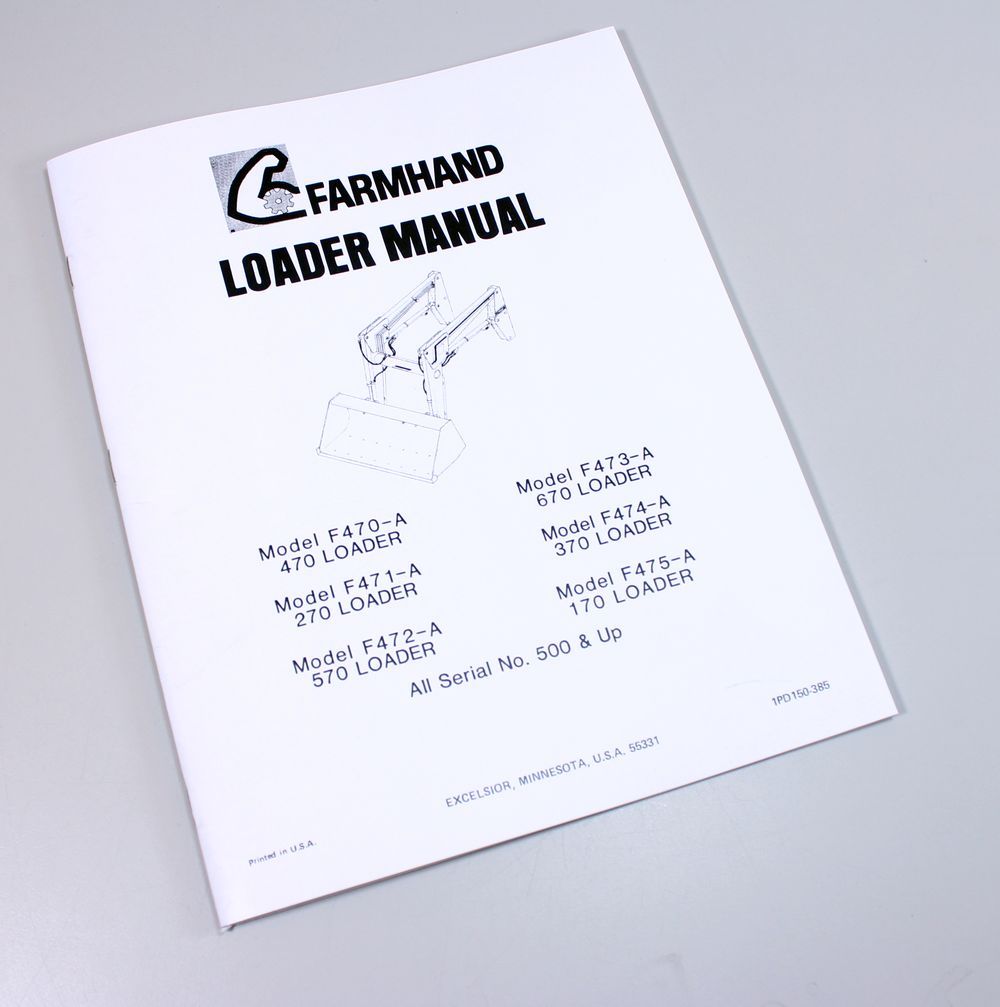 FARMHAND
LOADER MANUAL
Model F470-A
470 LOADER
Model F471-A
270 LOADER
Model F472-A
570 LOADER
Model F473-A
670 LOADER
Model F474-A
370 LOADER
Model F475-A
170 LOADER
All Serial No. 500 & Up
1PD150-385
EXCELSIOR, MINNESOTA, U.S.A. 55331
Printed in U.S.A.